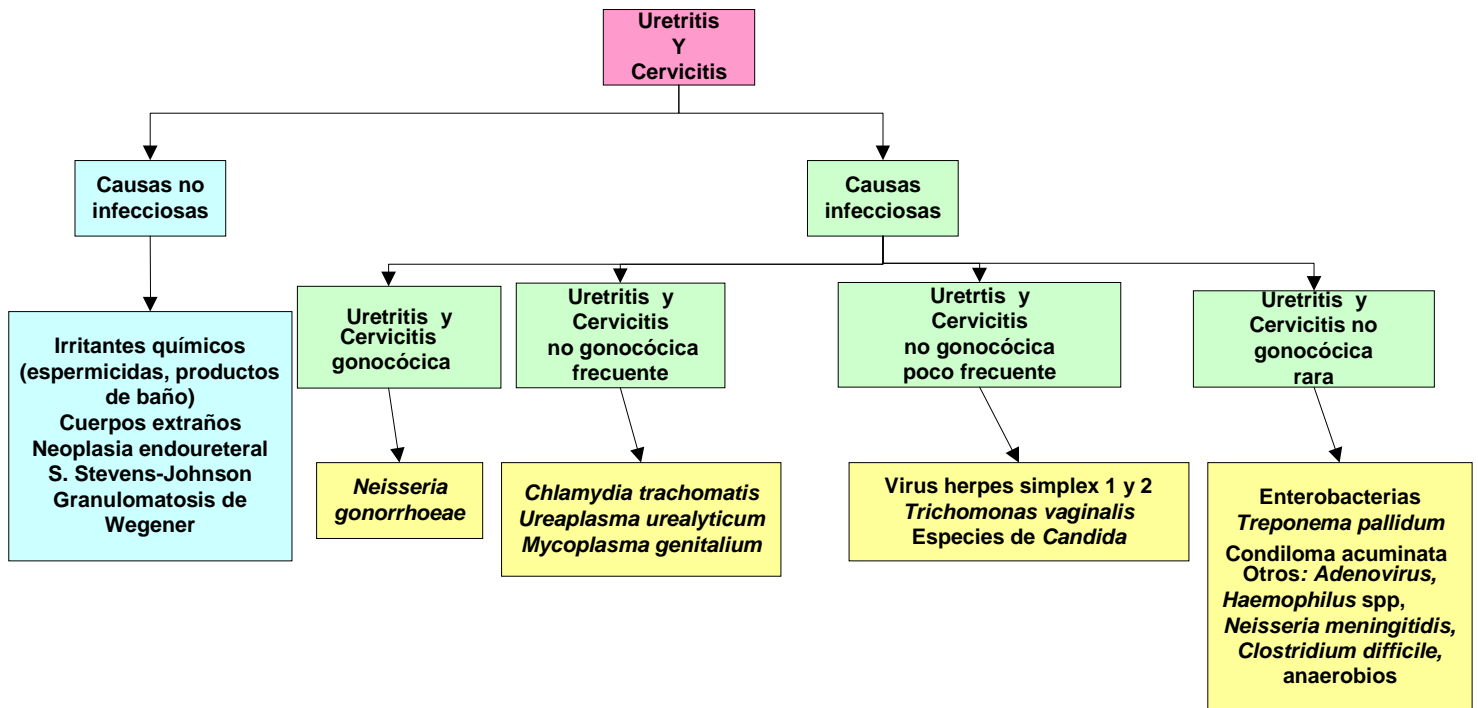 Uretritis
Y
Cervicitis
Causas no
infecciosas
Causas
infecciosas
Irritantes químicos
(espermicidas, productos
de baño)
Cuerpos extraños
Neoplasia endoureteral
S. Stevens-Johnson
Granulomatosis de
Wegener
Uretritis y
Cervicitis
gonocócica
Uretritis y
Cervicitis
no gonocócica
frecuente
Uretrtis y
Cervicitis
no gonocócica
poco frecuente
Uretritis y
Cervicitis no
gonocócica
rara
Neisseria
gonorrhoeae
Chlamydia trachomatis
Ureaplasma urealyticum
Mycoplasma genitalium
Virus herpes simplex 1 y 2
Trichomonas vaginalis
Especies de Candida
Enterobacterias
Treponema pallidum
Condiloma acuminata
Otros: Adenovirus,
Haemophilus spp,
Neisseria meningitidis,
Clostridium difficile,
anaerobios